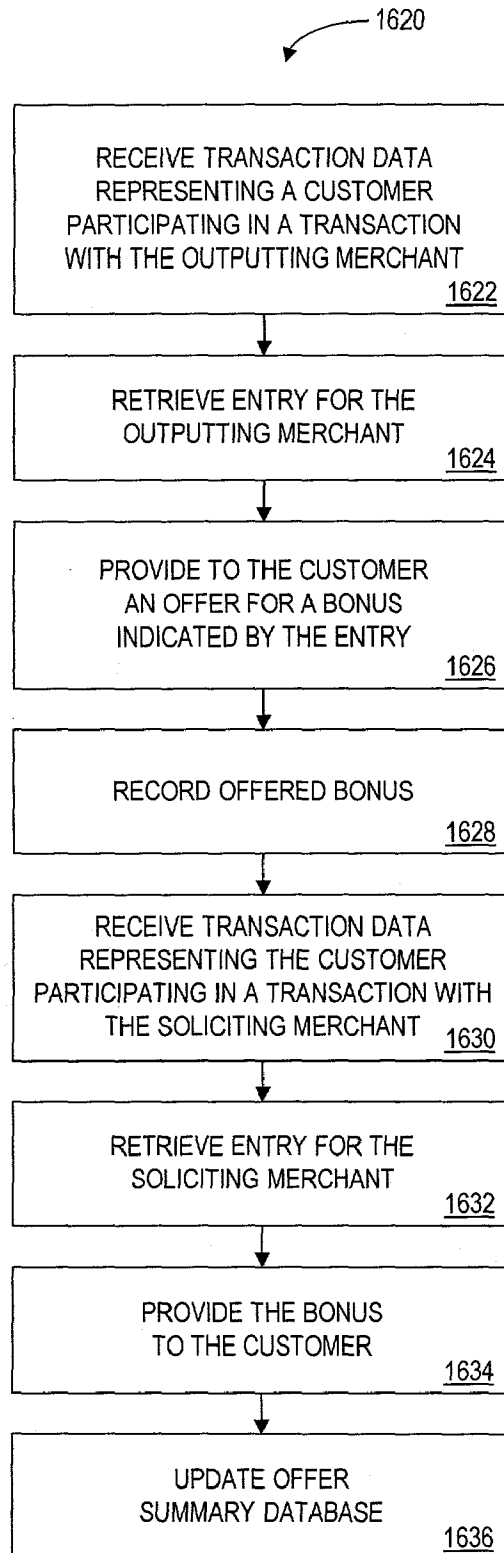 1620
RECEIVE TRANSACTION DATA
REPRESENTING A CUSTOMER
PARTICIPATING IN A TRANSACTION
WITH THE OUTPUTTING MERCHANT
1622
RETRIEVE ENTRY FOR THE
OUTPUTTING MERCHANT
1624
PROVIDE TO THE CUSTOMER
AN OFFER FOR A BONUS
INDICATED BY THE ENTRY
1626
RECORD OFFERED BONUS
1628
RECEIVE TRANSACTION DATA
REPRESENTING THE CUSTOMER
PARTICIPATING IN A TRANSACTION WITH
THE SOLICITING MERCHANT
1630
RETRIEVE ENTRY FOR THE
SOLICITING MERCHANT
1632
PROVIDE THE BONUS
TO THE CUSTOMER
1634
UPDATE OFFER
SUMMARY DATABASE
1636